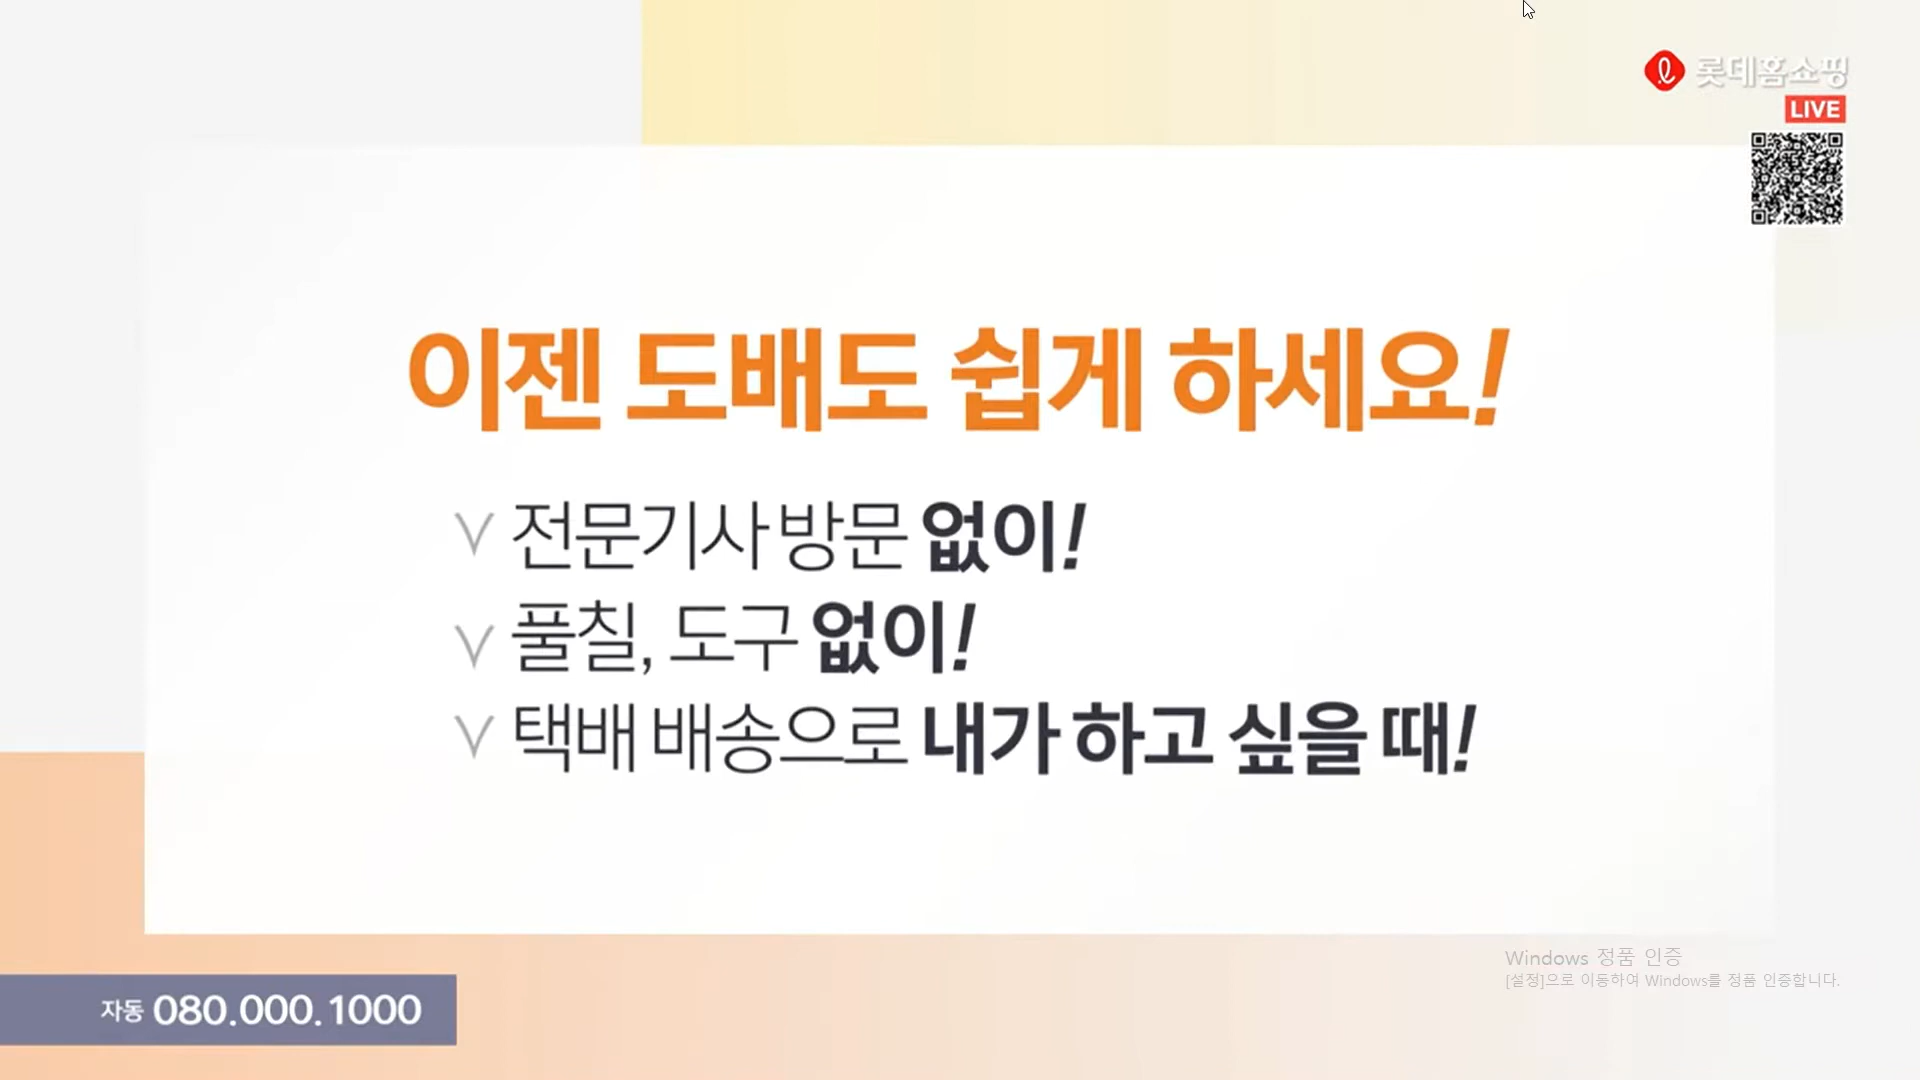 롯데홈쇼핑
LIVE
이젠 도배도 쉽게 하세요!
전문기사 방문 없이!
풀칠, 도구 없이!
택배 배송으로 내가 하고 싶을 때!
Windows 정품 인증
[설정]으로 이동하여 Windows를 정품 인증합니다.
자동 080.000.1000